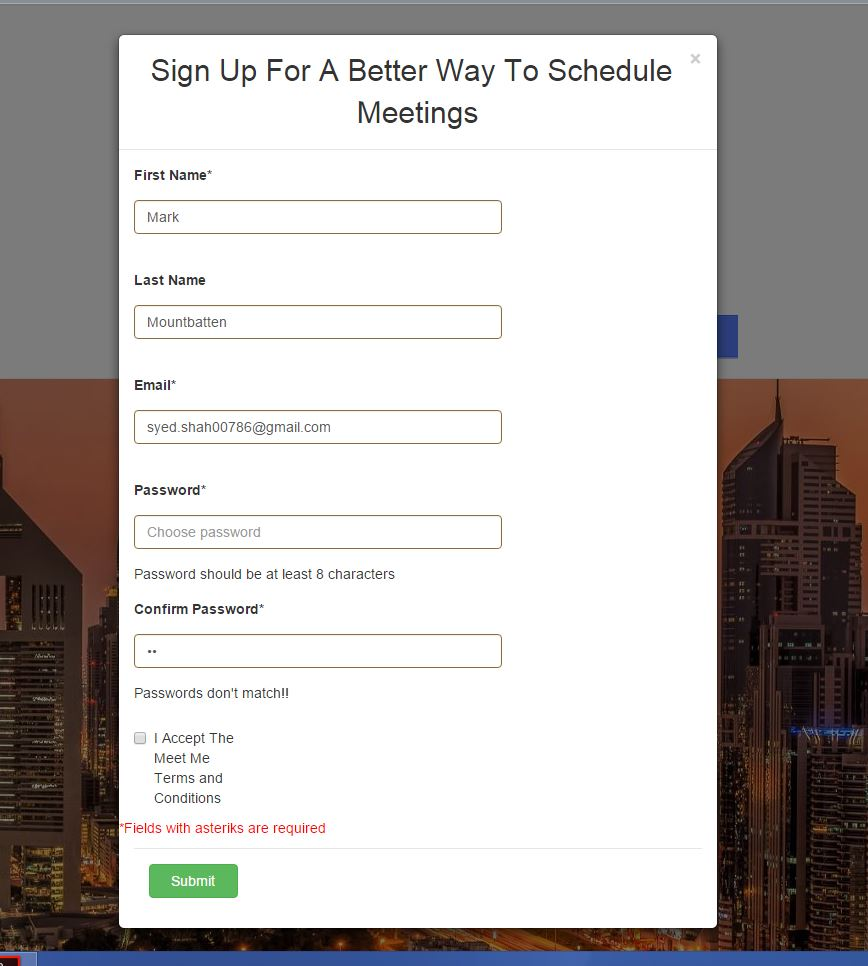 Sign Up For A Better Way To Schedule
Meetings
×
First Name*
Mark
Last Name
Mountbatten
Email*
syed.shah00786@gmail.com
Password*
Choose password
Password should be at least 8 characters
Confirm Password*
••
Passwords don't match!!
I Accept The
Meet Me
Terms and
Conditions
*Fields with asteriks are required
Submit